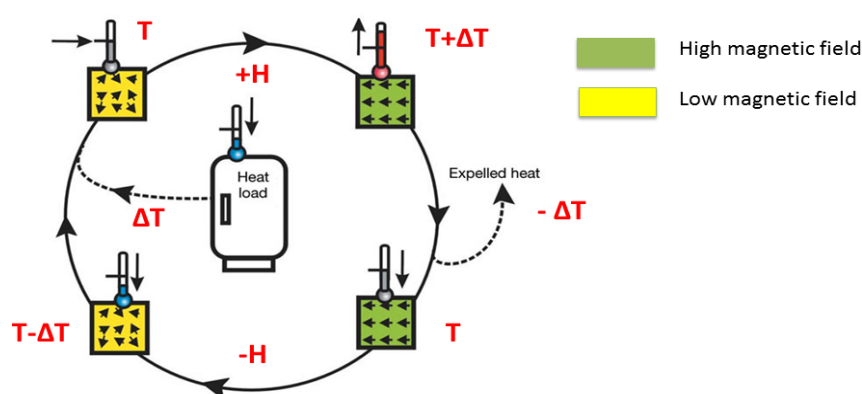 T
T+ΔT
High magnetic field
+H
Low magnetic field
Heat
load
Expelled heat
ΔT
- ΔT
T-ΔT
T
-H